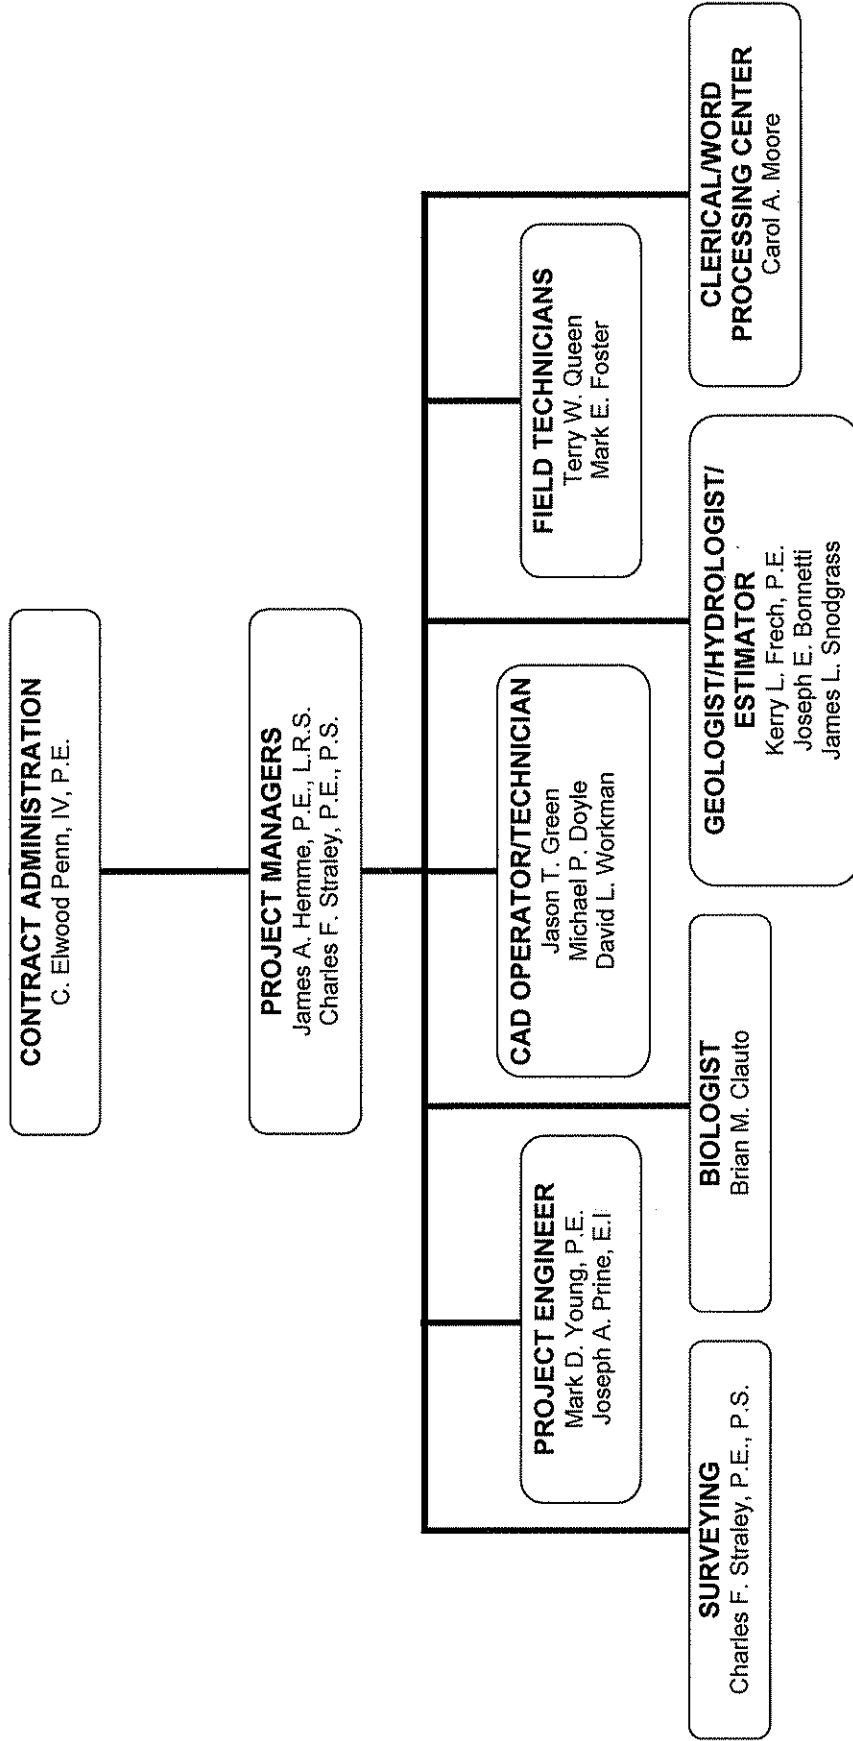 CONTRACT ADMINISTRATION
C. Elwood Penn, IV, P.E.
PROJECT MANAGERS
James A. Hemme, P.E., L.R.S.
Charles F. Straley, P.E., P.S.
PROJECT ENGINEER
Mark D. Young, P.E.
Joseph A. Prine, E.I
CAD OPERATOR/TECHNICIAN
Jason T. Green
Michael P. Doyle
David L. Workman
FIELD TECHNICIANS
Terry W. Queen
Mark E. Foster
SURVEYING
Charles F. Straley, P.E., P.S.
BIOLOGIST
Brian M. Clauto
GEOLOGIST/HYDROLOGIST/
ESTIMATOR
Kerry L. Frech, P.E.
Joseph E. Bonnetti
James L. Snodgrass
CLERICAL/WORD
PROCESSING CENTER
Carol A. Moore